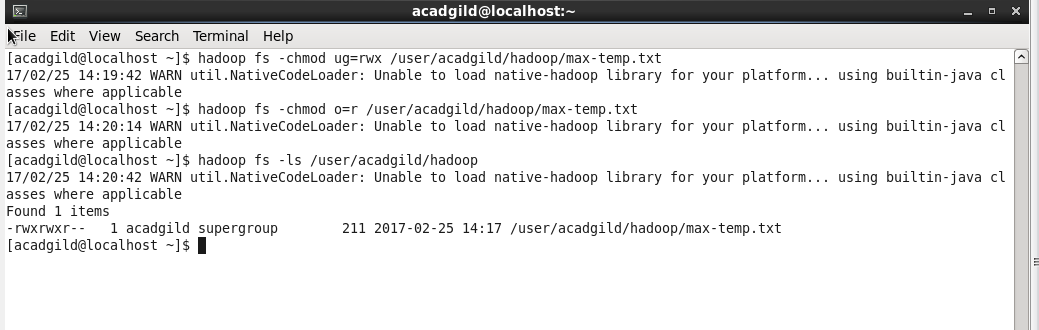 acadgild@localhost:~
File Edit View Search Terminal Help
[acadgild@localhost ~]$ hadoop fs -chmod ug=rwx /user/acadgild/hadoop/max-temp.txt
17/02/25 14:19:42 WARN util.NativeCodeLoader: Unable to load native-hadoop library for your platform... using builtin-java cl
asses where applicable
[acadgild@localhost ~]$ hadoop fs -chmod o=r /user/acadgild/hadoop/max-temp.txt
17/02/25 14:20:14 WARN util.NativeCodeLoader: Unable to load native-hadoop library for your platform... using builtin-java cl
asses where applicable
[acadgild@localhost ~]$ hadoop fs -ls /user/acadgild/hadoop
17/02/25 14:20:42 WARN util.NativeCodeLoader: Unable to load native-hadoop library for your platform... using builtin-java cl
asses where applicable
Found 1 items
-rwxrwxr--   1 acadgild supergroup        211 2017-02-25 14:17 /user/acadgild/hadoop/max-temp.txt
[acadgild@localhost ~]$